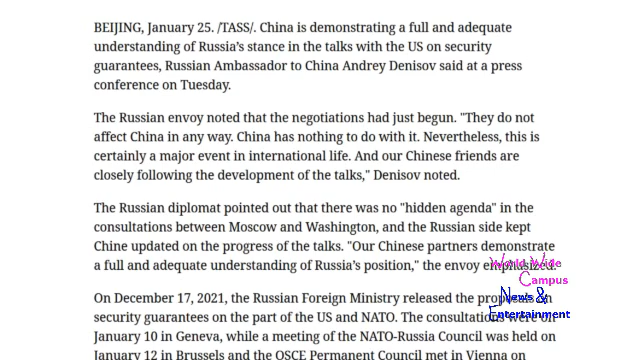 BEIJING, January 25. /TASS/. China is demonstrating a full and adequate
understanding of Russia's stance in the talks with the US on security
guarantees, Russian Ambassador to China Andrey Denisov said at a press
conference on Tuesday.
The Russian envoy noted that the negotiations had just begun. "They do not
affect China in any way. China has nothing to do with it. Nevertheless, this is
certainly a major event in international life. And our Chinese friends are
closely following the development of the talks," Denisov noted.
The Russian diplomat pointed out that there was no "hidden agenda" in the
consultations between Moscow and Washington, and the Russian side kept
Chine updated on the progress of the talks. "Our Chinese partners demonstrate
a full and adequate understanding of Russia's position," the envoy emphasized.
World Wide
Campus
News &
Entertainment
On December 17, 2021, the Russian Foreign Ministry released the proposals on
security guarantees on the part of the US and NATO. The consultations were on
January 10 in Geneva, while a meeting of the NATO-Russia Council was held on
January 12 in Brussels and the OSCE Permanent Council met in Vienna on